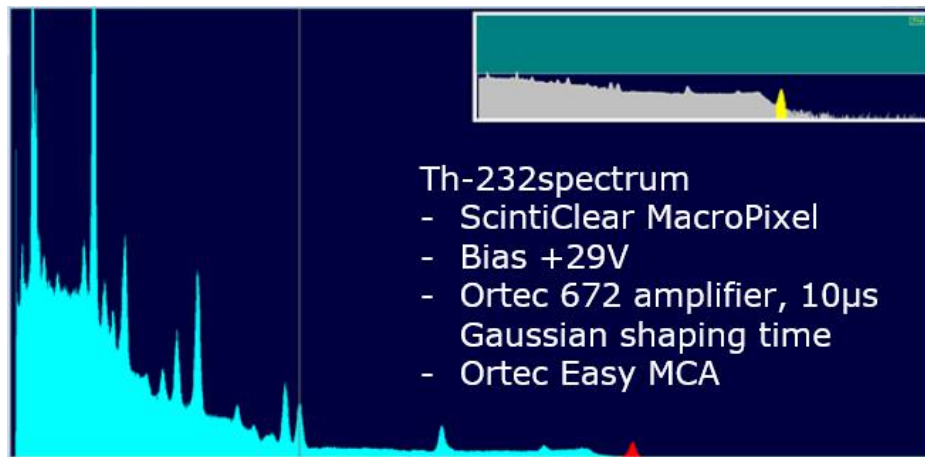 Th-232spectrum
- ScintiClear MacroPixel
- Bias +29V
- Ortec 672 amplifier, 10µs
Gaussian shaping time
- Ortec Easy MCA